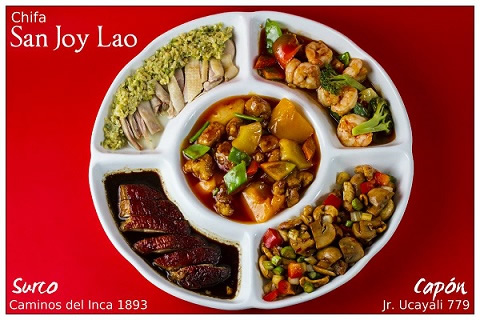 Chifa
San Joy Lao
Surco
Caminos del Inca 1893
Capón
Jr. Ucayali 779